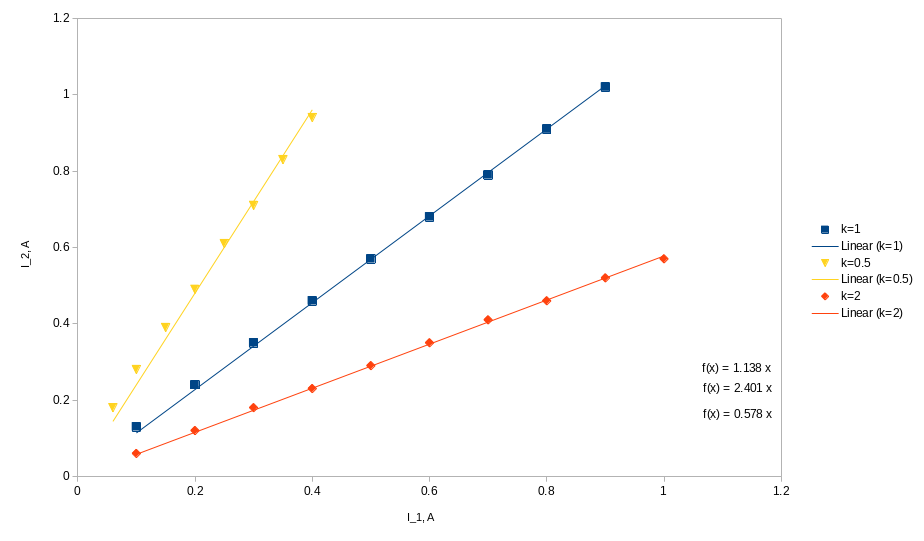 1.2
1
0.8
0.6
0.4
0.2
0
0 0.2 0.4 0.6 0.8 1 1.2
I_2, A
I_1, A
f(x) = 1.138 x
f(x) = 2.401 x
f(x) = 0.578 x
k=1
Linear (k=1)
k=0.5
Linear (k=0.5)
k=2
Linear (k=2)